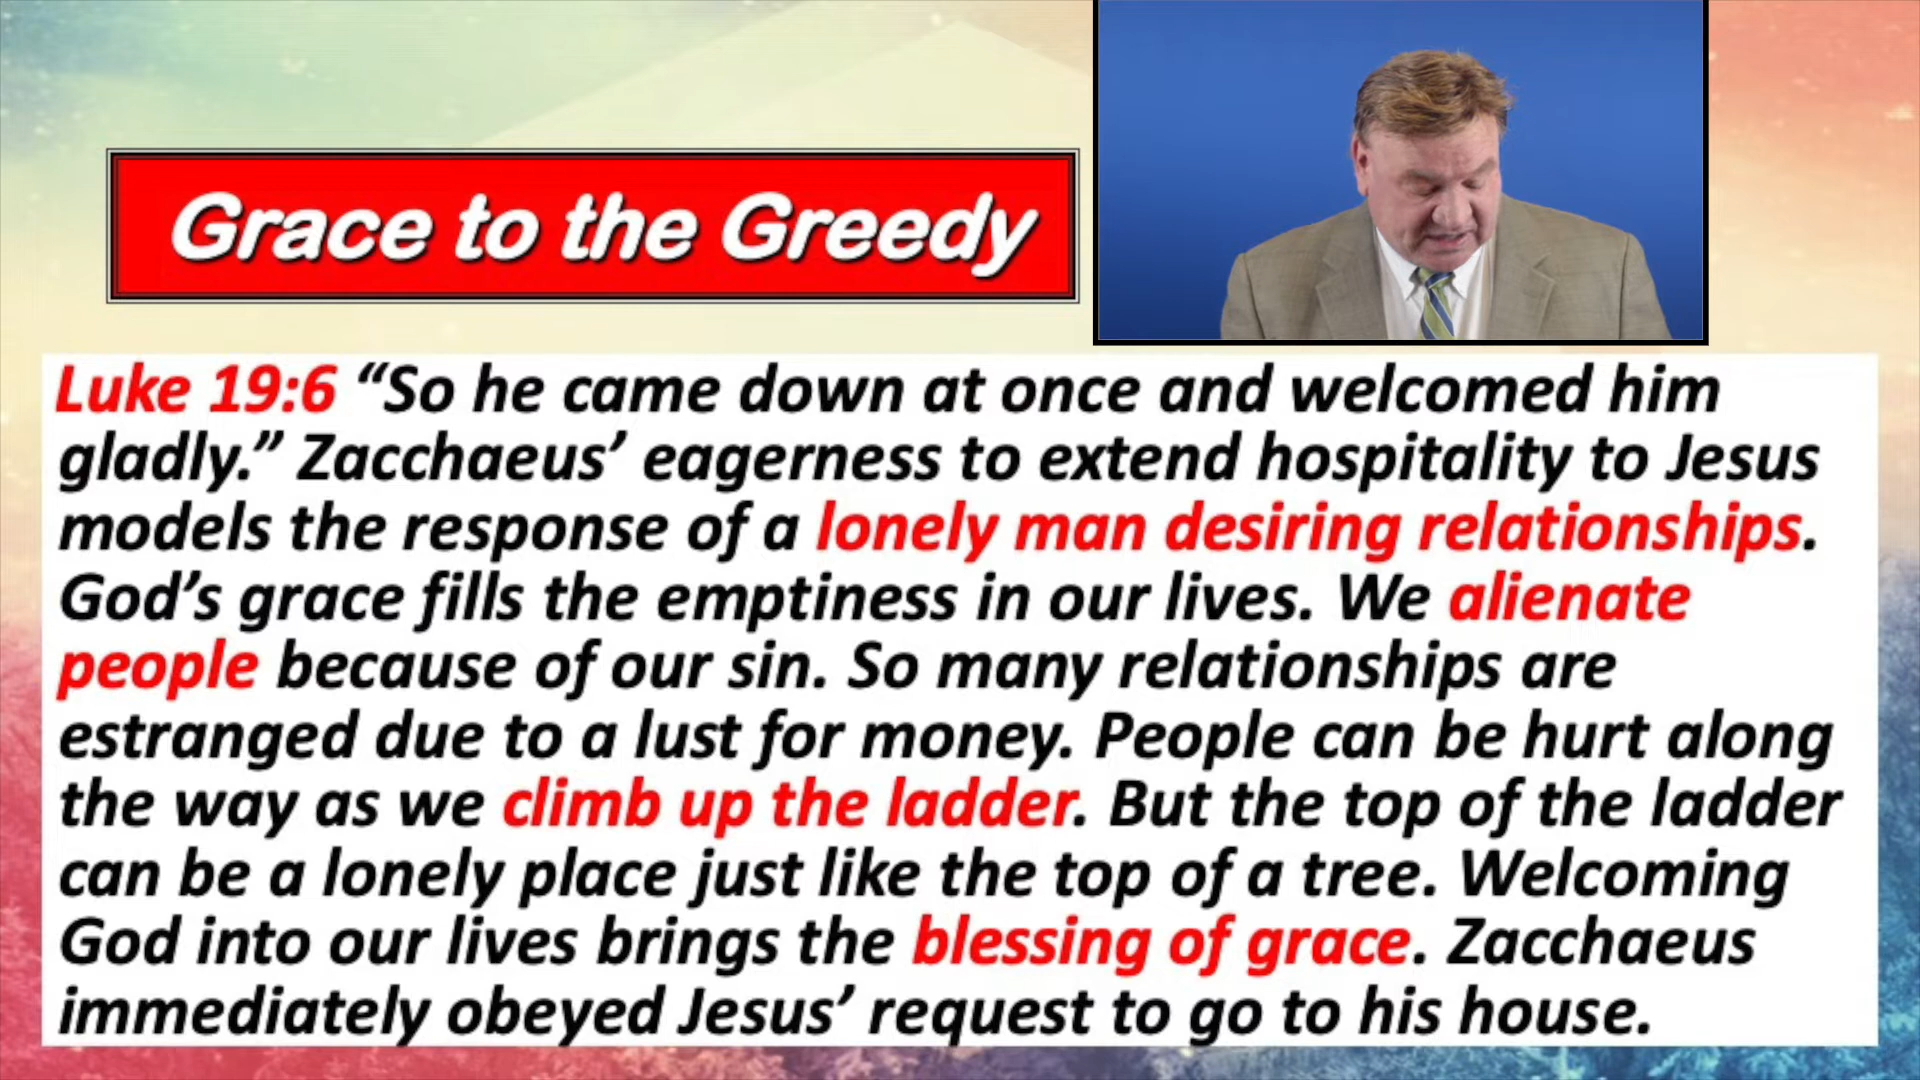 Grace to the Greedy
Luke 19:6 “So he came down at once and welcomed him
gladly.” Zacchaeus’ eagerness to extend hospitality to Jesus
models the response of a lonely man desiring relationships.
God’s grace fills the emptiness in our lives. We alienate
people because of our sin. So many relationships are
estranged due to a lust for money. People can be hurt along
the way as we climb up the ladder. But the top of the ladder
can be a lonely place just like the top of a tree. Welcoming
God into our lives brings the blessing of grace. Zacchaeus
immediately obeyed Jesus’ request to go to his house.